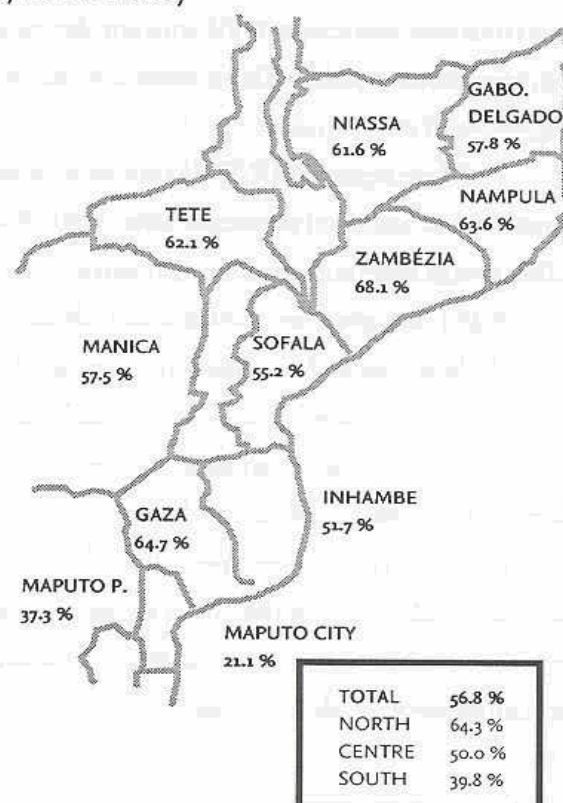 GABO.
DELGADO
57.8 %
NIASSA
61.6 %
NAMPULA
63.6 %
TETE
62.1 %
ZAMBÉZIA
68.1 %
MANICA
57.5 %
SOFALA
55.2 %
INHAMBE
51.7 %
GAZA
64.7 %
MAPUTO P.
37.3 %
MAPUTO CITY
21.1 %
TOTAL 56.8 %
NORTH 64.3 %
CENTRE 50.0 %
SOUTH 39.8 %